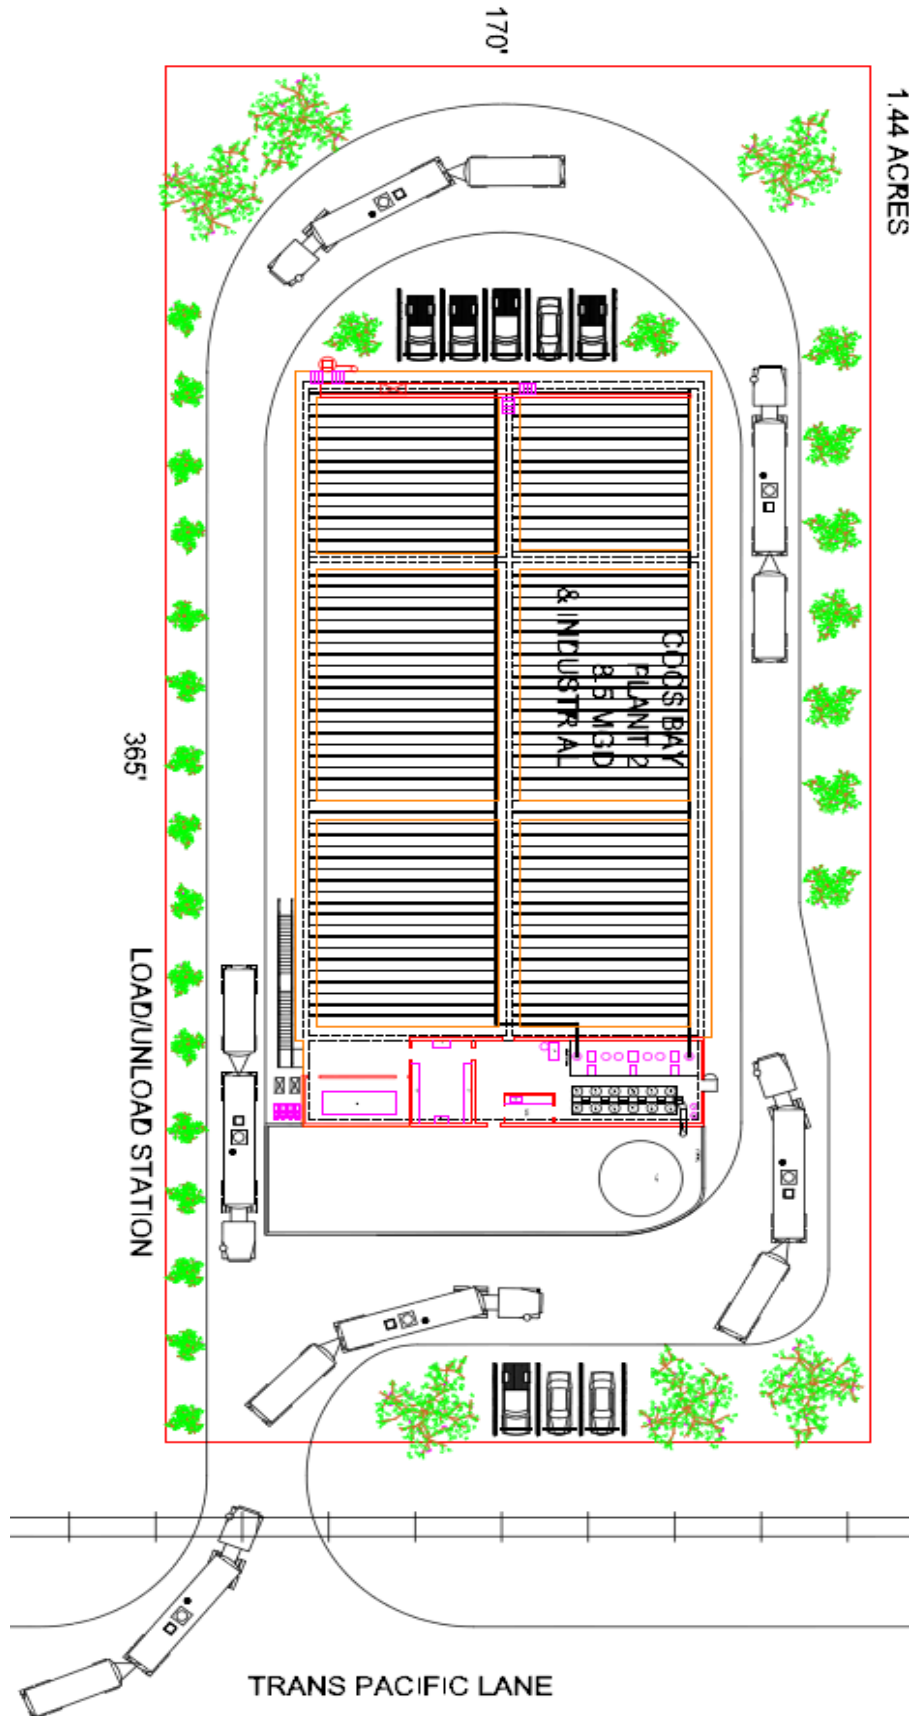 170'
1.44 ACRES
COOS BAY
PLANT 2
8.5 MGD
& INDUSTRIAL
365'
LOAD/UNLOAD STATION
TRANS PACIFIC LANE